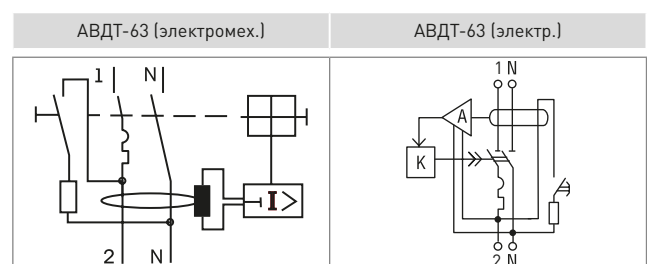 АВДТ-63 (электромех.)
АВДТ-63 (электр.)
1 N
I >
2 N
1 N
A
K
2 N